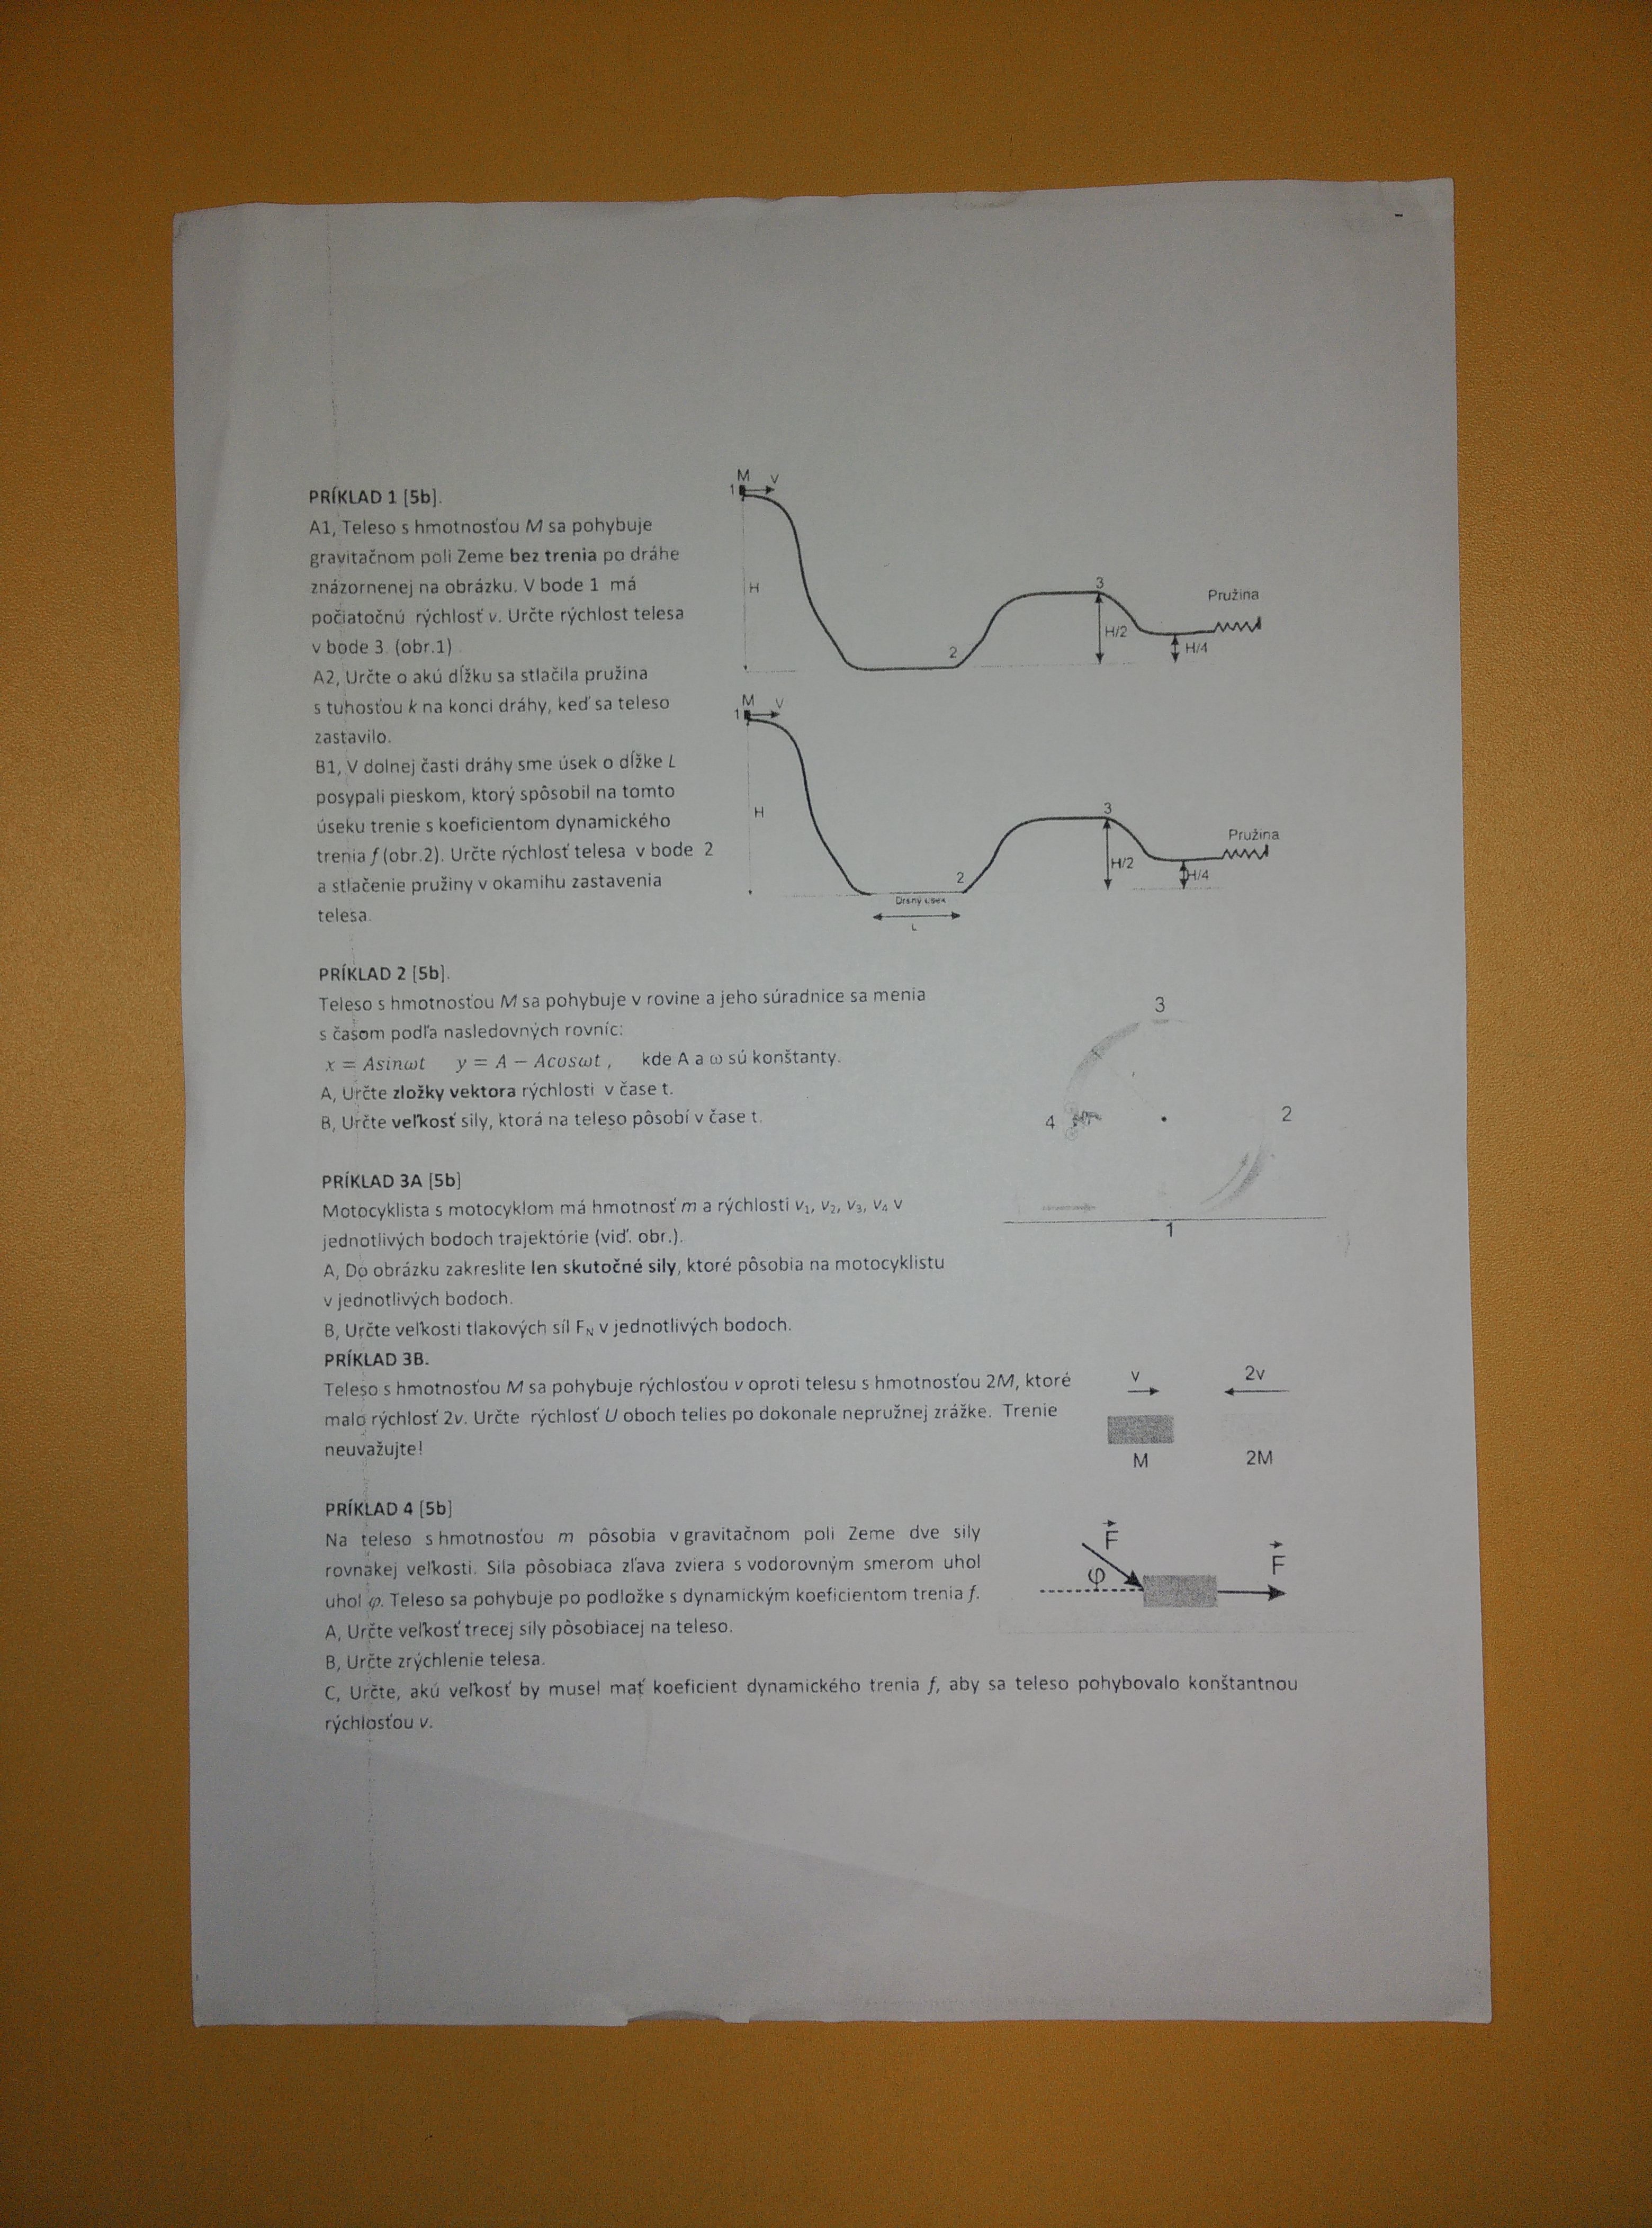 PRÍKLAD 1 [5b].
A1, Teleso s hmotnosťou M sa pohybuje
gravitačnom poli Zeme bez trenia po dráhe
znázornenej na obrázku. V bode 1 má
počiatočnú rýchlosť v. Určte rýchlost telesa
v bode 3. (obr.1)
A2, Určte o akú dĺžku sa stlačila pružina
s tuhosťou k na konci dráhy, keď sa teleso
zastavilo.
B1, V dolnej časti dráhy sme úsek o dĺžke L
posypali pieskom, ktorý spôsobil na tomto
úseku trenie s koeficientom dynamického
trenia f (obr.2). Určte rýchlosť telesa v bode 2
a stlačenie pružiny v okamihu zastavenia
telesa.
M v
1
H
2
3
H/2
H/4
Pružina
M v
1
H
2
3
H/2
H/4
Pružina
Drsný úsek
L
PRÍKLAD 2 [5b].
Teleso s hmotnosťou M sa pohybuje v rovine a jeho súradnice sa menia
s časom podľa nasledovných rovníc:
x = Asinωt y = A − Acosωt , kde A a ω sú konštanty.
A, Určte zložky vektora rýchlosti v čase t.
B, Určte veľkosť sily, ktorá na teleso pôsobí v čase t.
3
4
2
1
PRÍKLAD 3A [5b]
Motocyklista s motocyklom má hmotnosť m a rýchlosti v₁, v₂, v₃, v₄ v
jednotlivých bodoch trajektórie (viď. obr.).
A, Do obrázku zakreslite len skutočné sily, ktoré pôsobia na motocyklistu
v jednotlivých bodoch.
B, Určte veľkosti tlakových síl F_N v jednotlivých bodoch.
PRÍKLAD 3B.
Teleso s hmotnosťou M sa pohybuje rýchlosťou v oproti telesu s hmotnosťou 2M, ktoré
malo rýchlosť 2v. Určte rýchlosť U oboch telies po dokonale nepružnej zrážke. Trenie
neuvažujte!
v 2v
M 2M
PRÍKLAD 4 [5b]
Na teleso s hmotnosťou m pôsobia v gravitačnom poli Zeme dve sily
rovnakej veľkosti. Sila pôsobiaca zľava zviera s vodorovným smerom uhol
uhol φ. Teleso sa pohybuje po podložke s dynamickým koeficientom trenia f.
A, Určte veľkosť trecej sily pôsobiacej na teleso.
B, Určte zrýchlenie telesa.
C, Určte, akú veľkosť by musel mať koeficient dynamického trenia f, aby sa teleso pohybovalo konštantnou
rýchlosťou v.
F
φ
F